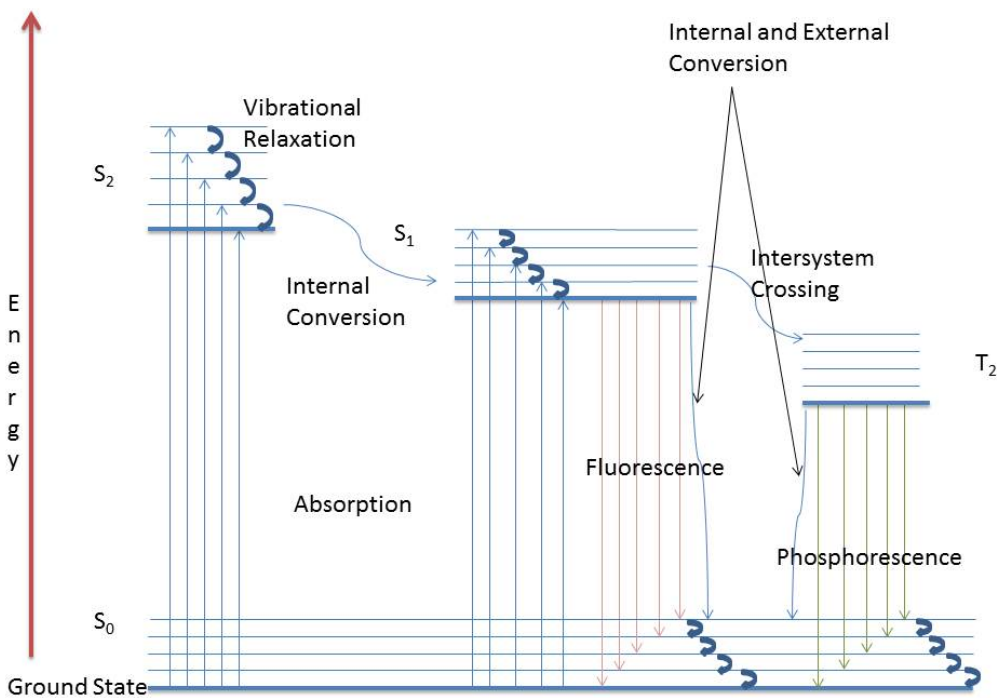 Internal and External
Conversion
Vibrational
Relaxation
S₂
S₁
Intersystem
Crossing
Internal
Conversion
Energy
T₂
Fluorescence
Absorption
Phosphorescence
S₀
Ground State